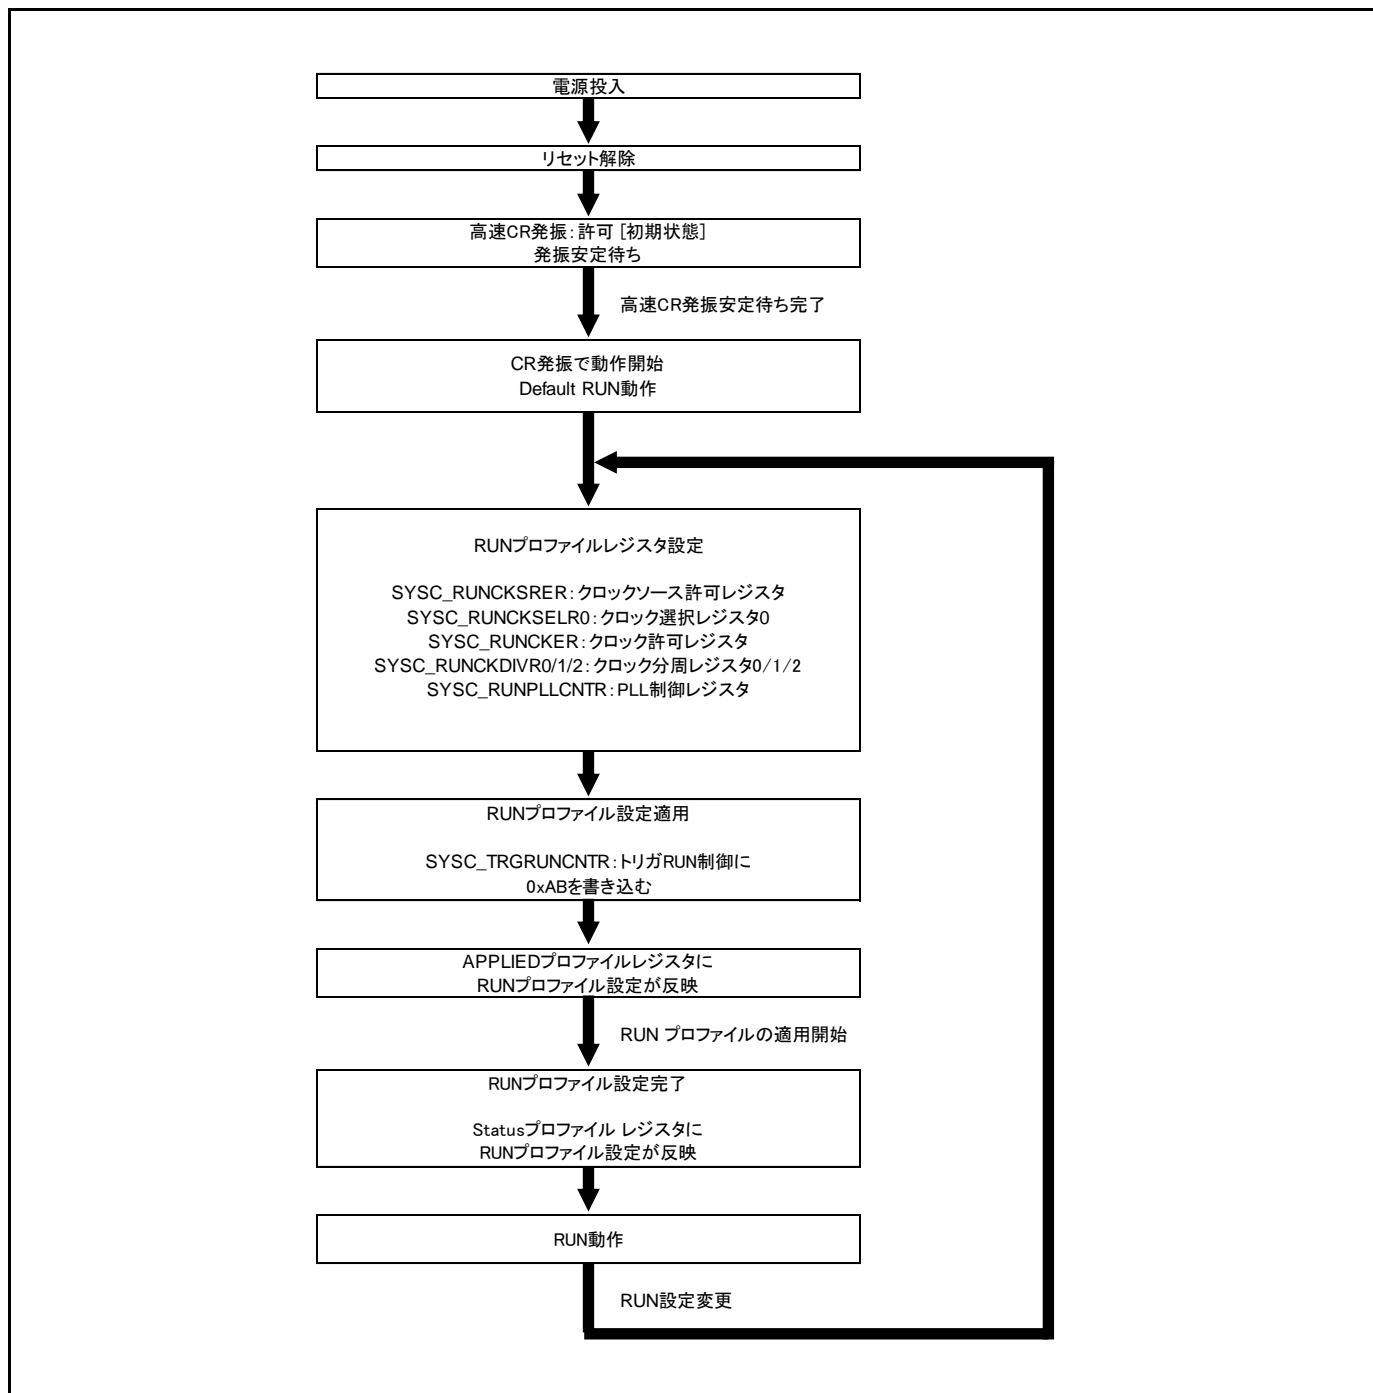 電源投入
リセット解除
高速CR発振：許可 [初期状態]
発振安定待ち
高速CR発振安定待ち完了
CR発振で動作開始
Default RUN動作
RUNプロファイルレジスタ設定
SYSC_RUNCKSRER：クロックソース許可レジスタ
SYSC_RUNCKSELR0：クロック選択レジスタ0
SYSC_RUNCKER：クロック許可レジスタ
SYSC_RUNCKDIVR0/1/2：クロック分周レジスタ0/1/2
SYSC_RUNPLLCNTR：PLL制御レジスタ
RUNプロファイル設定適用
SYSC_TRGRUNCNTR：トリガRUN制御に
0xABを書き込む
APPLIEDプロファイルレジスタに
RUNプロファイル設定が反映
RUN プロファイルの適用開始
RUNプロファイル設定完了
Statusプロファイル レジスタに
RUNプロファイル設定が反映
RUN動作
RUN設定変更